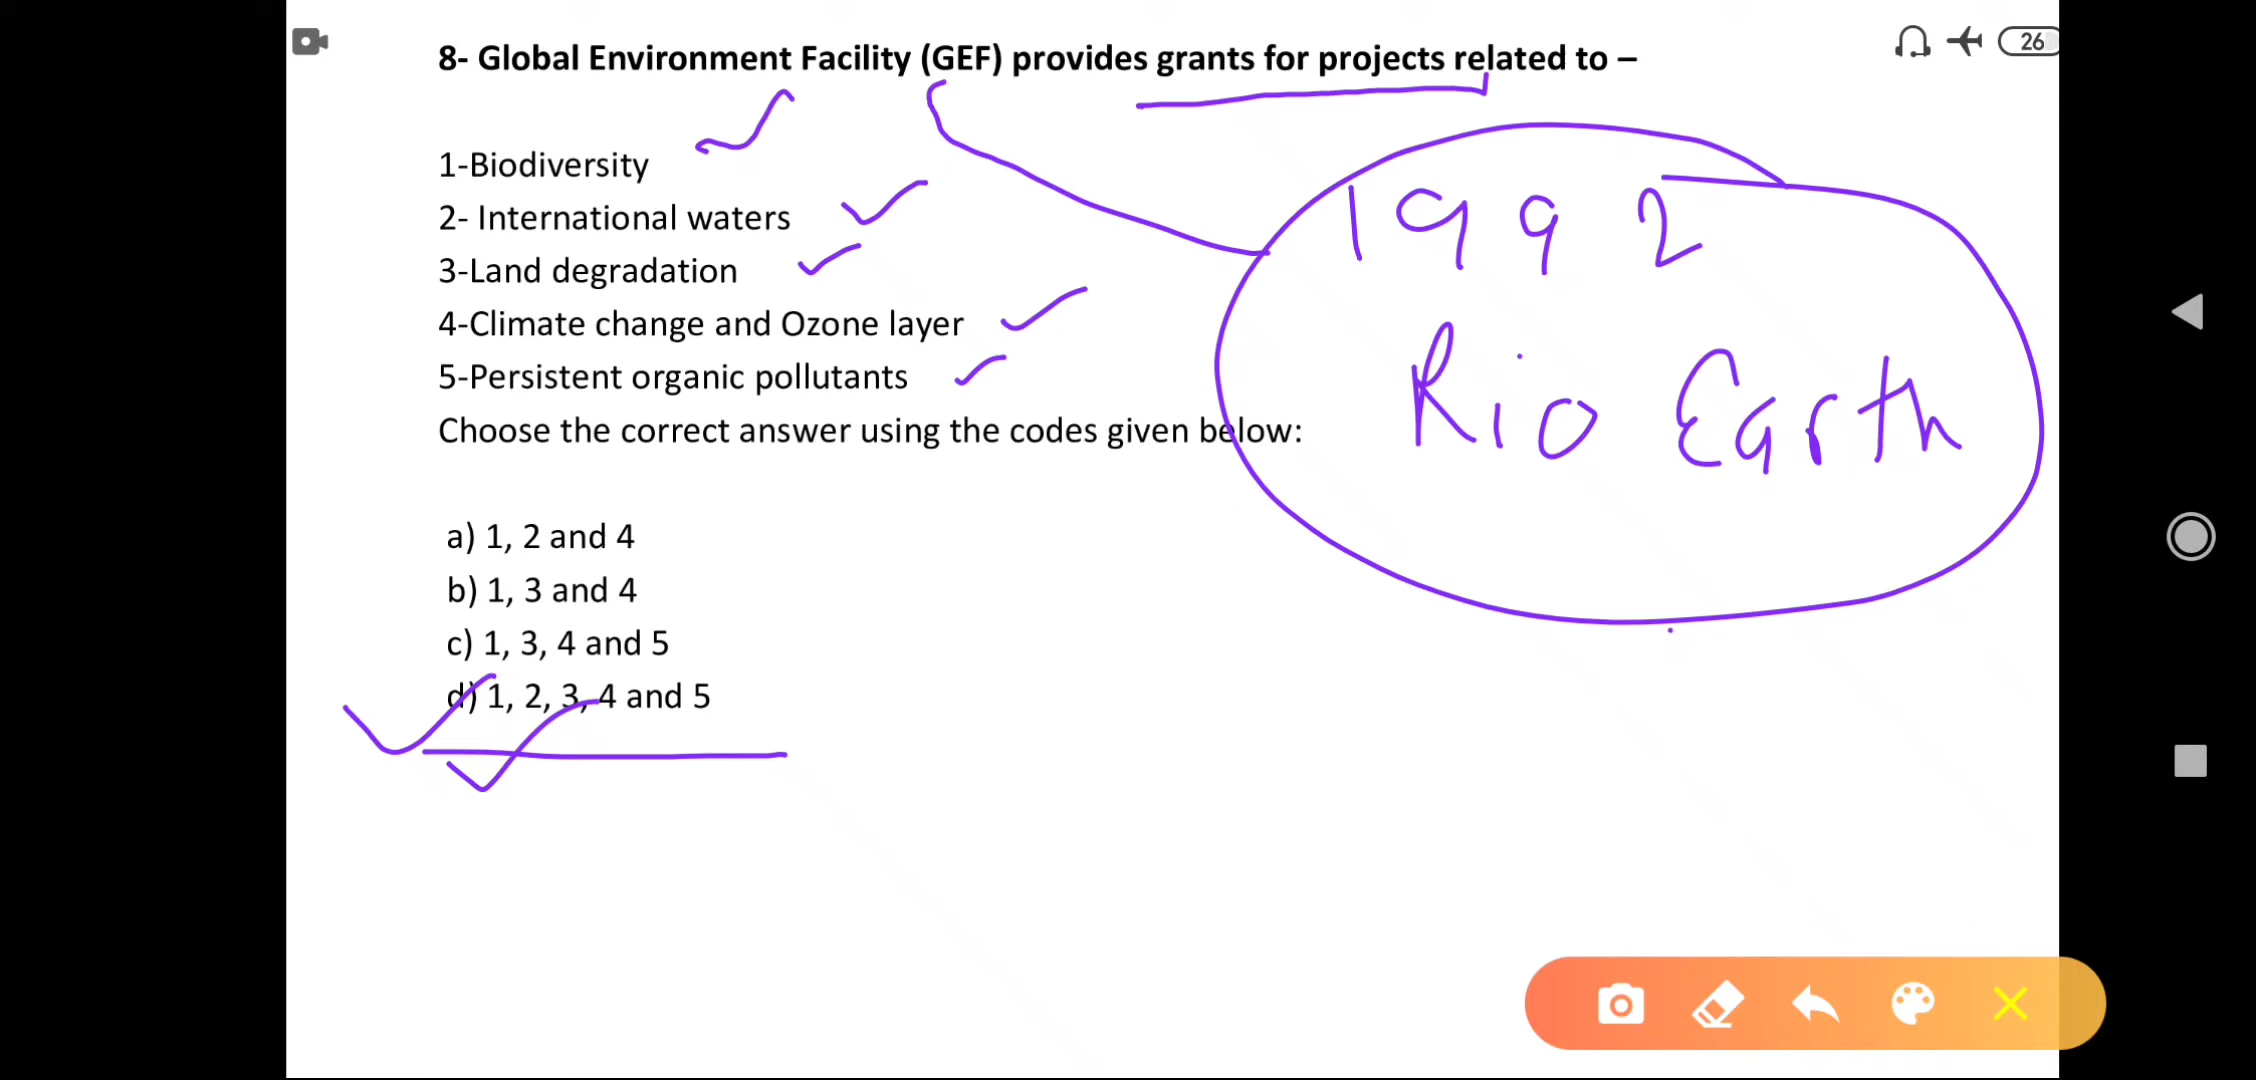 8- Global Environment Facility (GEF) provides grants for projects related to –
26
1-Biodiversity
2- International waters
3-Land degradation
4-Climate change and Ozone layer
5-Persistent organic pollutants
Choose the correct answer using the codes given below:
1992
Rio Earth
a) 1, 2 and 4
b) 1, 3 and 4
c) 1, 3, 4 and 5
d) 1, 2, 3, 4 and 5